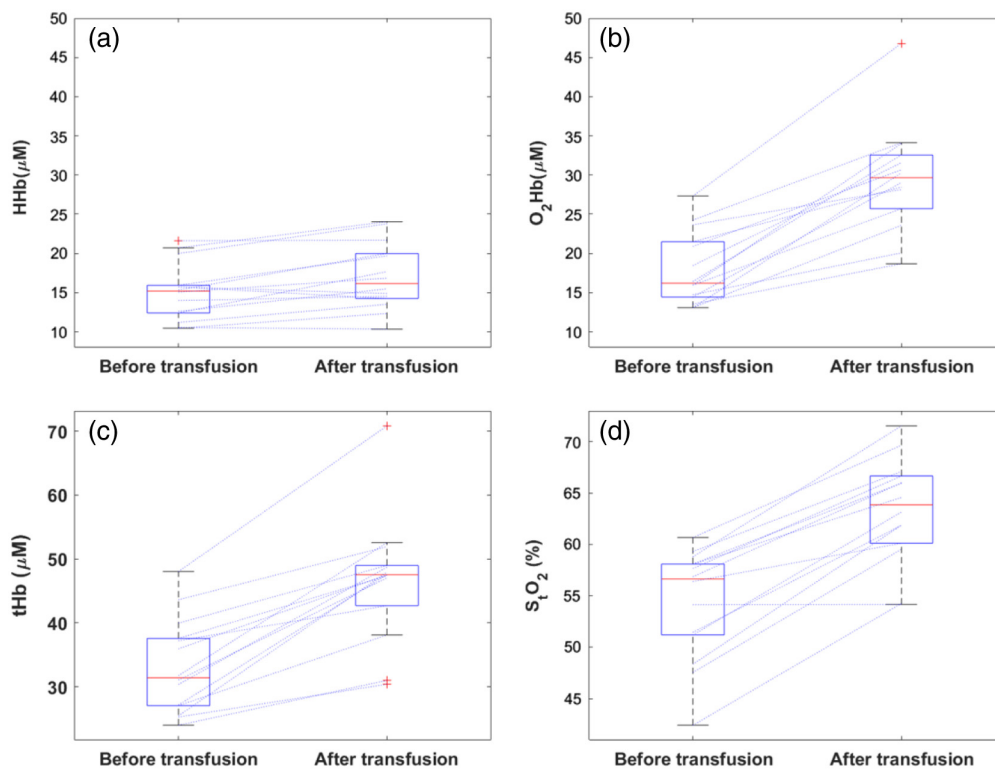 (a)
50
45
40
35
30
25
20
15
10
HHb(μM)
Before transfusion After transfusion
(b)
50
45
40
35
30
25
20
15
10
O2Hb(μM)
Before transfusion After transfusion
(c)
70
60
50
40
30
tHb (μM)
Before transfusion After transfusion
(d)
70
65
60
55
50
45
StO2 (%)
Before transfusion After transfusion